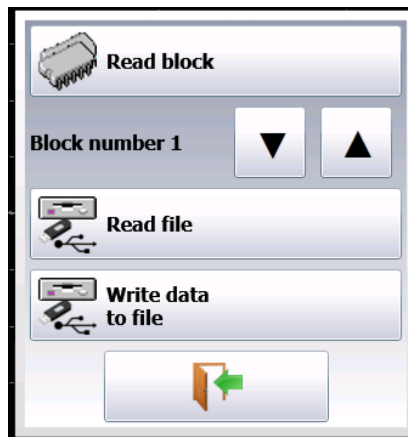 Read block
Block number 1
Read file
Write data
to file